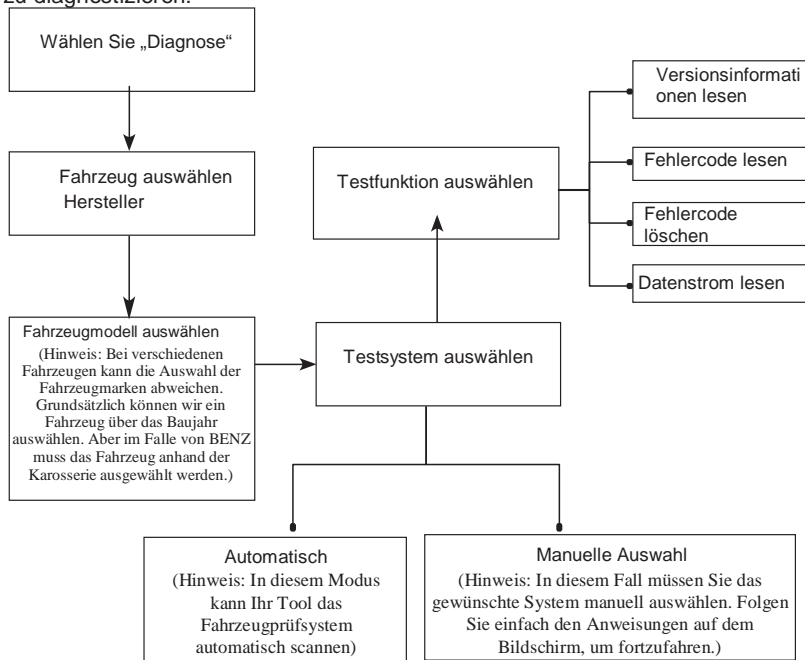 zu diagnostizieren.
Wählen Sie „Diagnose“
Fahrzeug auswählen
Hersteller
Fahrzeugmodell auswählen
(Hinweis: Bei verschiedenen
Fahrzeugen kann die Auswahl der
Fahrzeugmarken abweichen.
Grundsätzlich können wir ein
Fahrzeug über das Baujahr
auswählen. Aber im Falle von BENZ
muss das Fahrzeug anhand der
Karosserie ausgewählt werden.)
Testsystem auswählen
Testfunktion auswählen
Versionsinformati
onen lesen
Fehlercode lesen
Fehlercode
löschen
Datenstrom lesen
Automatisch
(Hinweis: In diesem Modus
kann Ihr Tool das
Fahrzeugprüfsystem
automatisch scannen)
Manuelle Auswahl
(Hinweis: In diesem Fall müssen Sie das
gewünschte System manuell auswählen. Folgen
Sie einfach den Anweisungen auf dem
Bildschirm, um fortzufahren.)